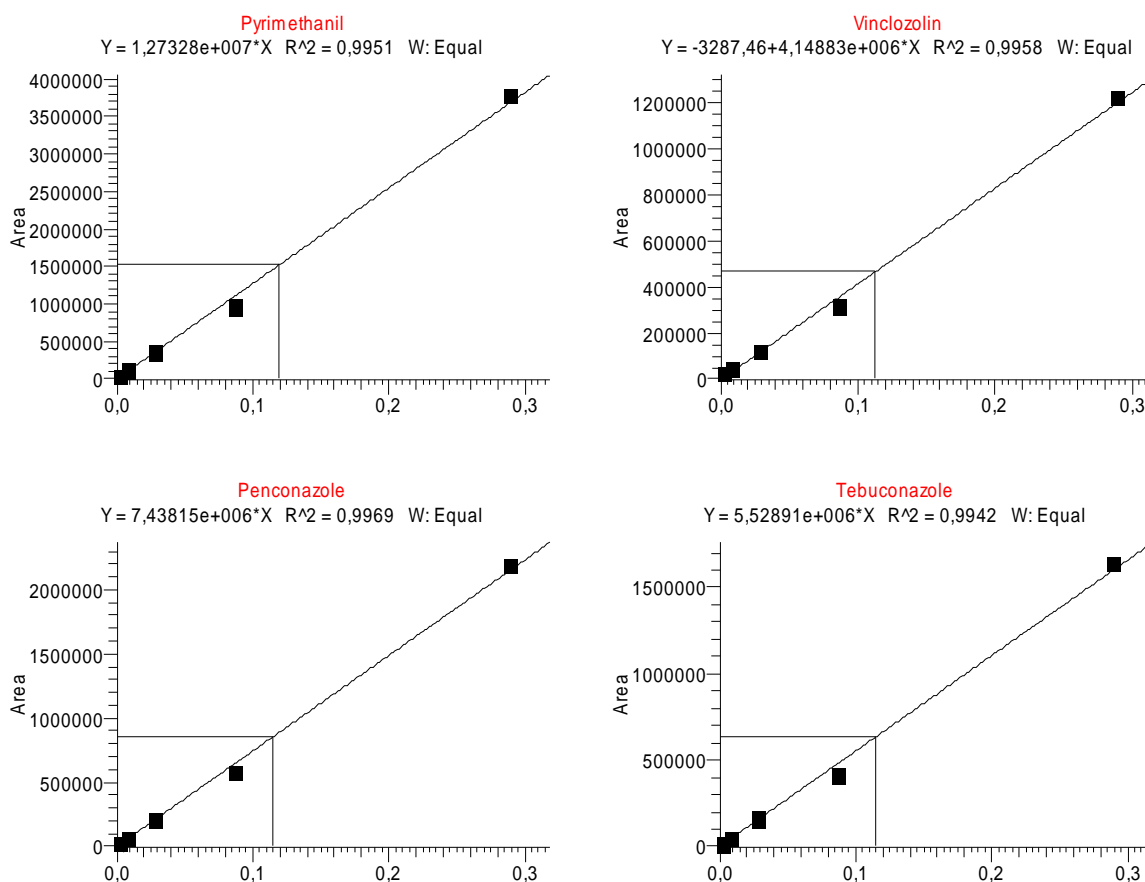 Pyrimethanil
Y = 1,27328e+007*X R^2 = 0,9951 W: Equal
4000000
3500000
3000000
2500000
2000000
1500000
1000000
500000
0
Area
0,0 0,1 0,2 0,3
Vinclozolin
Y = -3287,46+4,14883e+006*X R^2 = 0,9958 W: Equal
1200000
1000000
800000
600000
400000
200000
0
Area
0,0 0,1 0,2 0,3
Penconazole
Y = 7,43815e+006*X R^2 = 0,9969 W: Equal
2000000
1500000
1000000
500000
0
Area
0,0 0,1 0,2 0,3
Tebuconazole
Y = 5,52891e+006*X R^2 = 0,9942 W: Equal
1500000
1000000
500000
0
Area
0,0 0,1 0,2 0,3